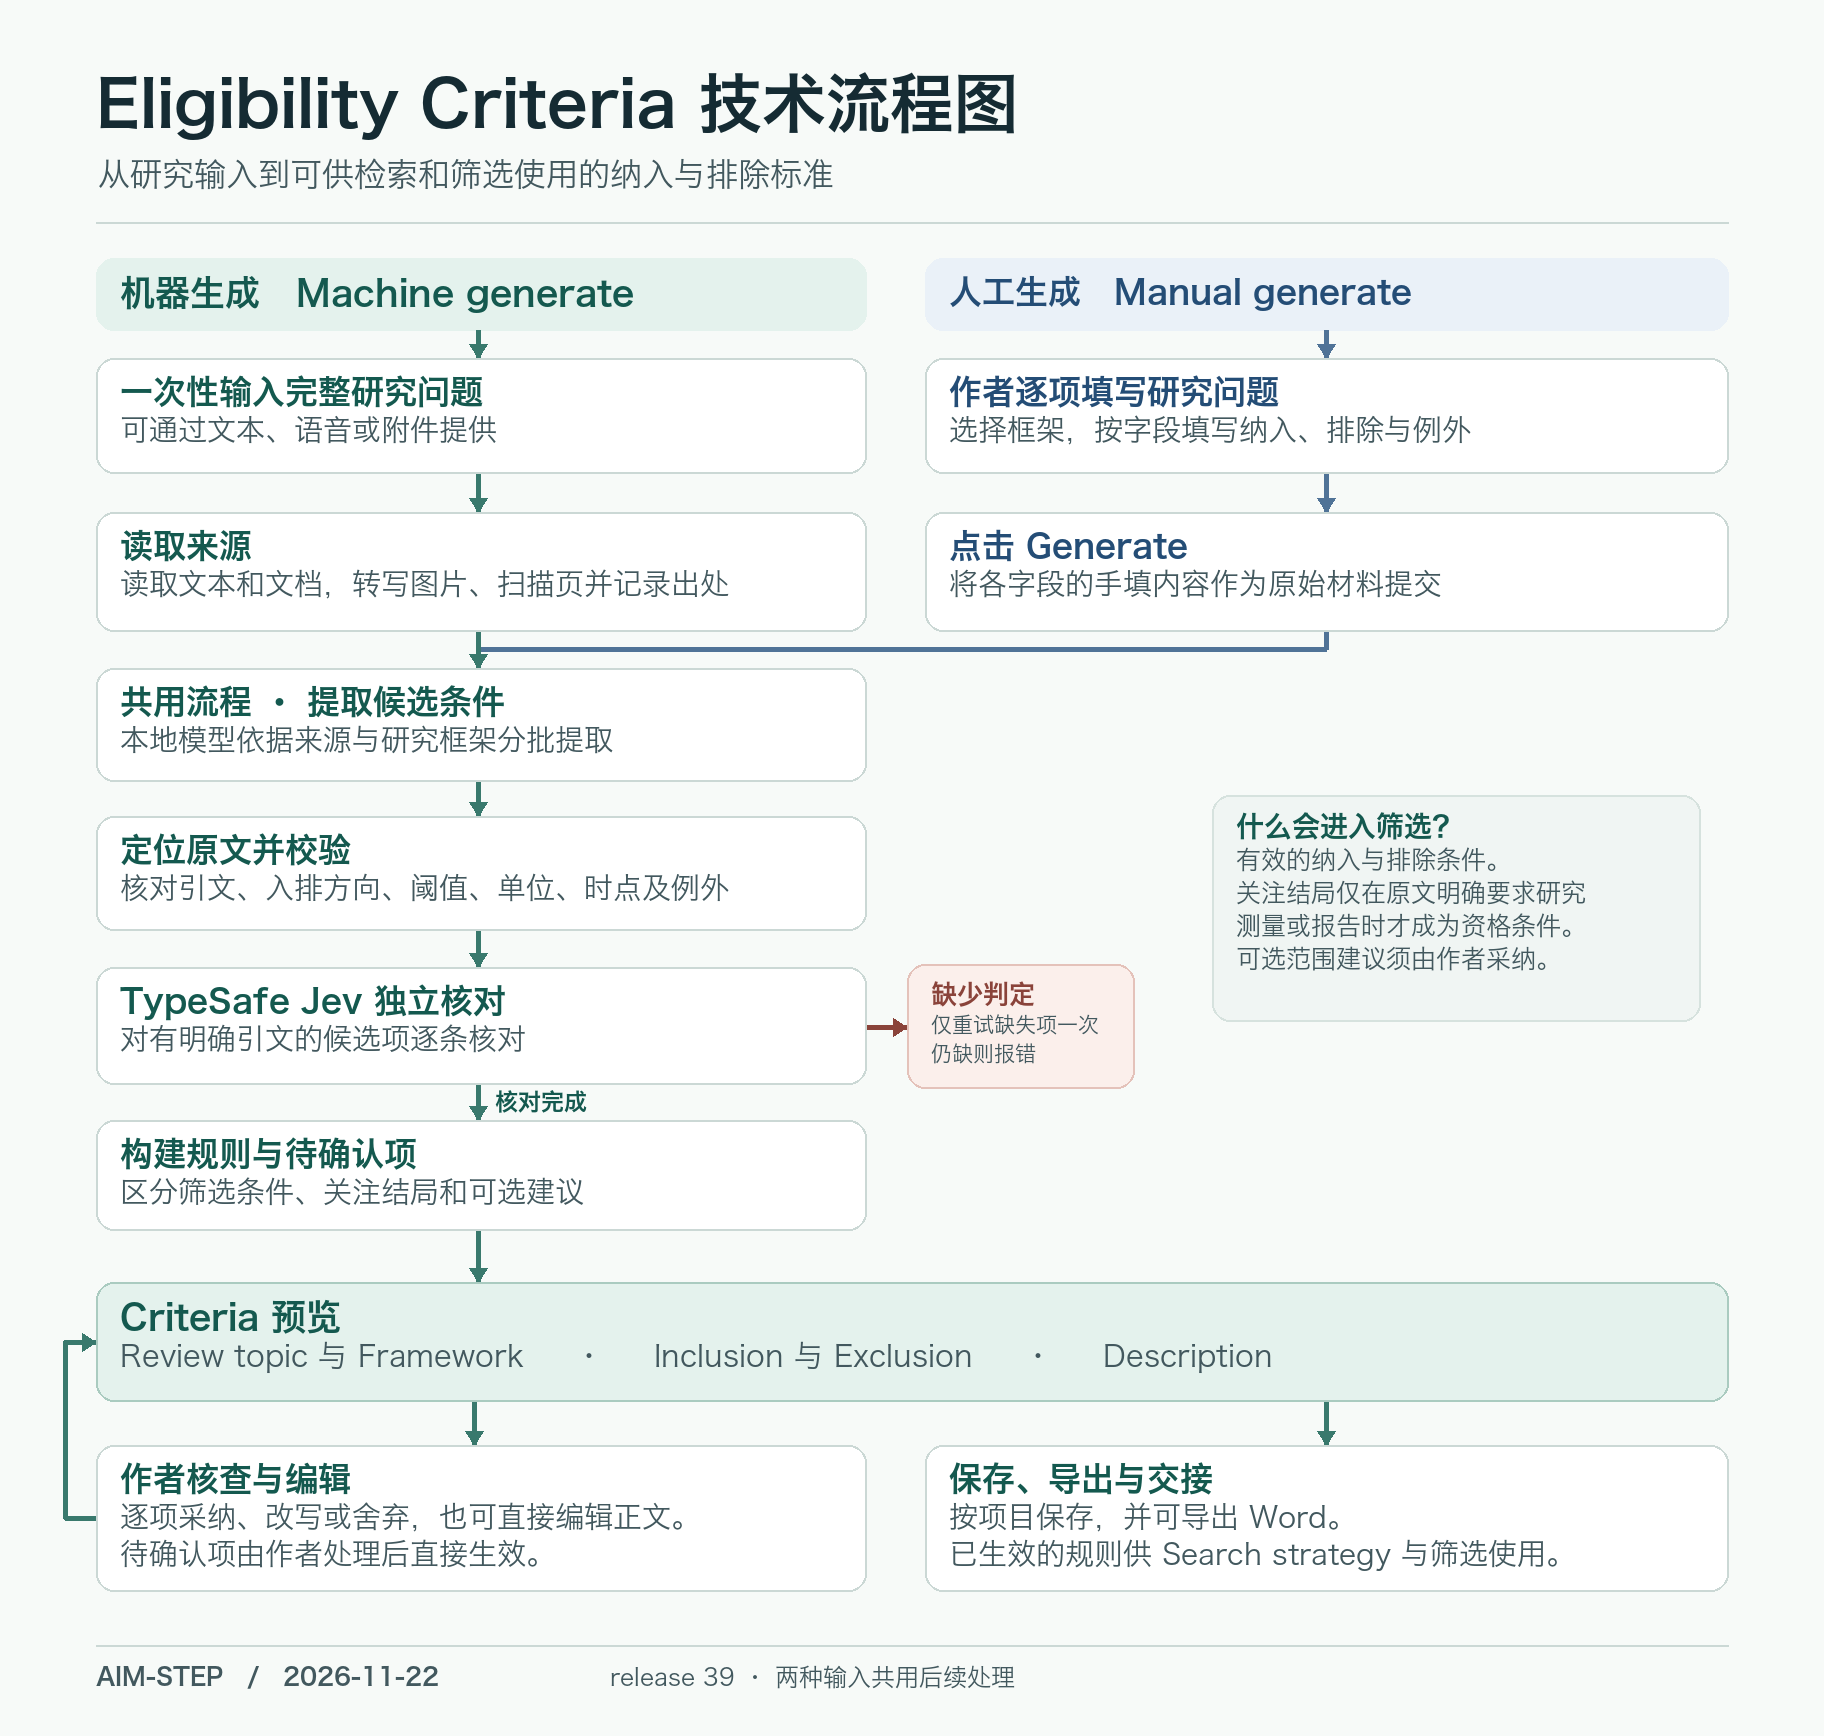 Eligibility Criteria 技术流程图
从研究输入到可供检索和筛选使用的纳入与排除标准
机器生成 Machine generate
人工生成 Manual generate
一次性输入完整研究问题
可通过文本、语音或附件提供
作者逐项填写研究问题
选择框架，按字段填写纳入、排除与例外
读取来源
读取文本和文档，转写图片、扫描页并记录出处
点击 Generate
将各字段的手填内容作为原始材料提交
共用流程 · 提取候选条件
本地模型依据来源与研究框架分批提取
定位原文并校验
核对引文、入排方向、阈值、单位、时点及例外
什么会进入筛选？
有效的纳入与排除条件。
关注结局仅在原文明确要求研究
测量或报告时才成为资格条件。
可选范围建议须由作者采纳。
TypeSafe Jev 独立核对
对有明确引文的候选项逐条核对
缺少判定
仅重试缺失项一次
仍缺则报错
核对完成
构建规则与待确认项
区分筛选条件、关注结局和可选建议
Criteria 预览
Review topic 与 Framework · Inclusion 与 Exclusion · Description
作者核查与编辑
逐项采纳、改写或舍弃，也可直接编辑正文。
待确认项由作者处理后直接生效。
保存、导出与交接
按项目保存，并可导出 Word。
已生效的规则供 Search strategy 与筛选使用。
AIM-STEP / 2026-11-22
release 39 · 两种输入共用后续处理